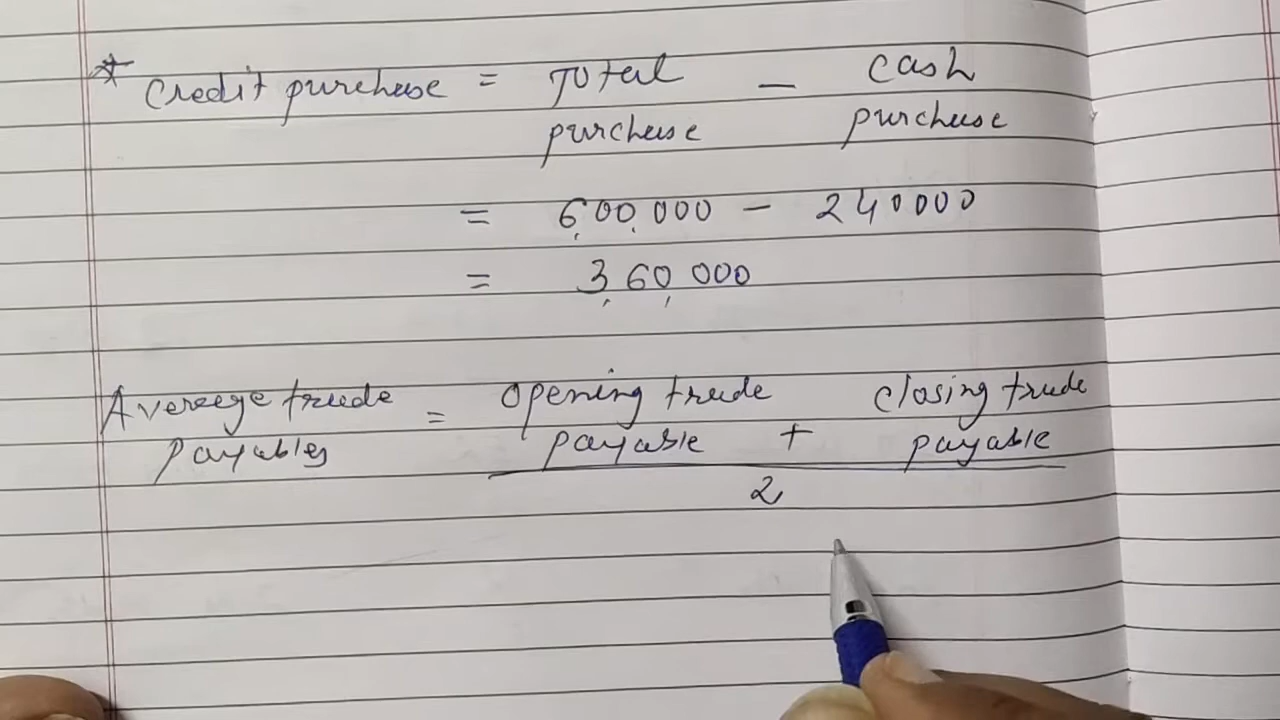 * Credit purchase = Total - cash
purchase purchase
= 6,00,000 - 240000
= 3,60,000
Average trade = opening trade closing trade
payables payable + payable
2